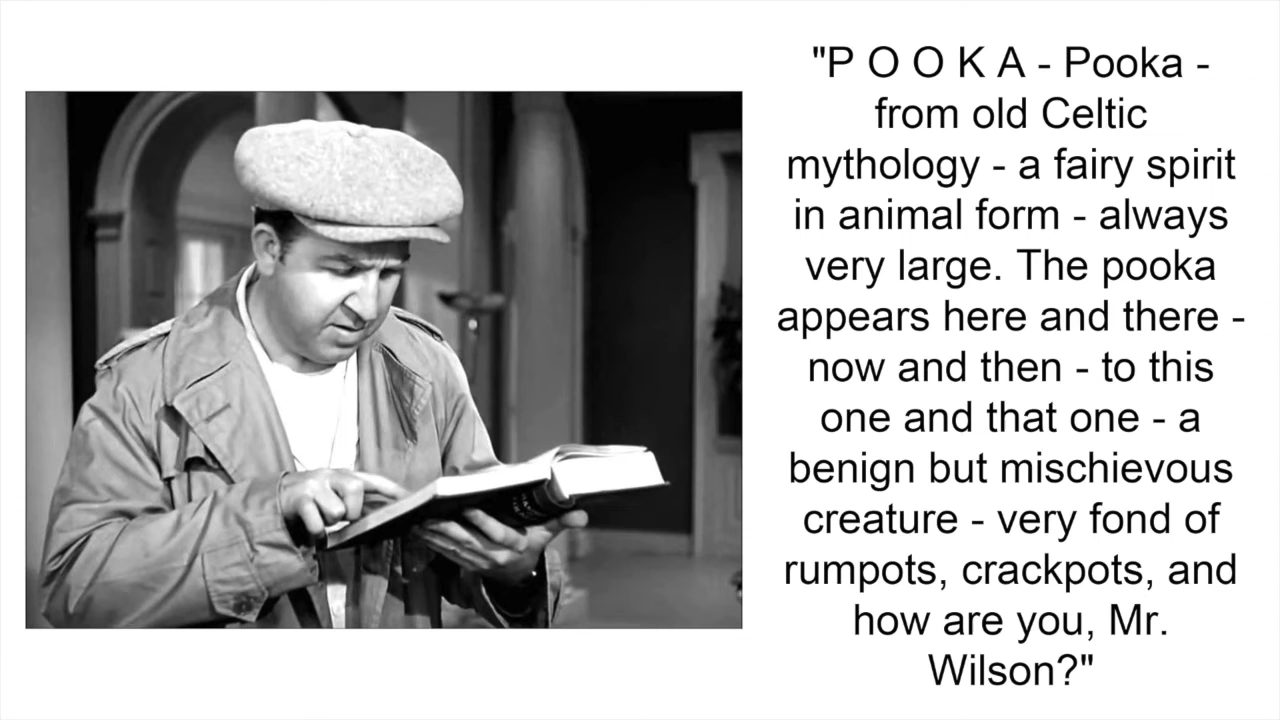 "P O O K A - Pooka -
from old Celtic
mythology - a fairy spirit
in animal form - always
very large. The pooka
appears here and there -
now and then - to this
one and that one - a
benign but mischievous
creature - very fond of
rumpots, crackpots, and
how are you, Mr.
Wilson?"